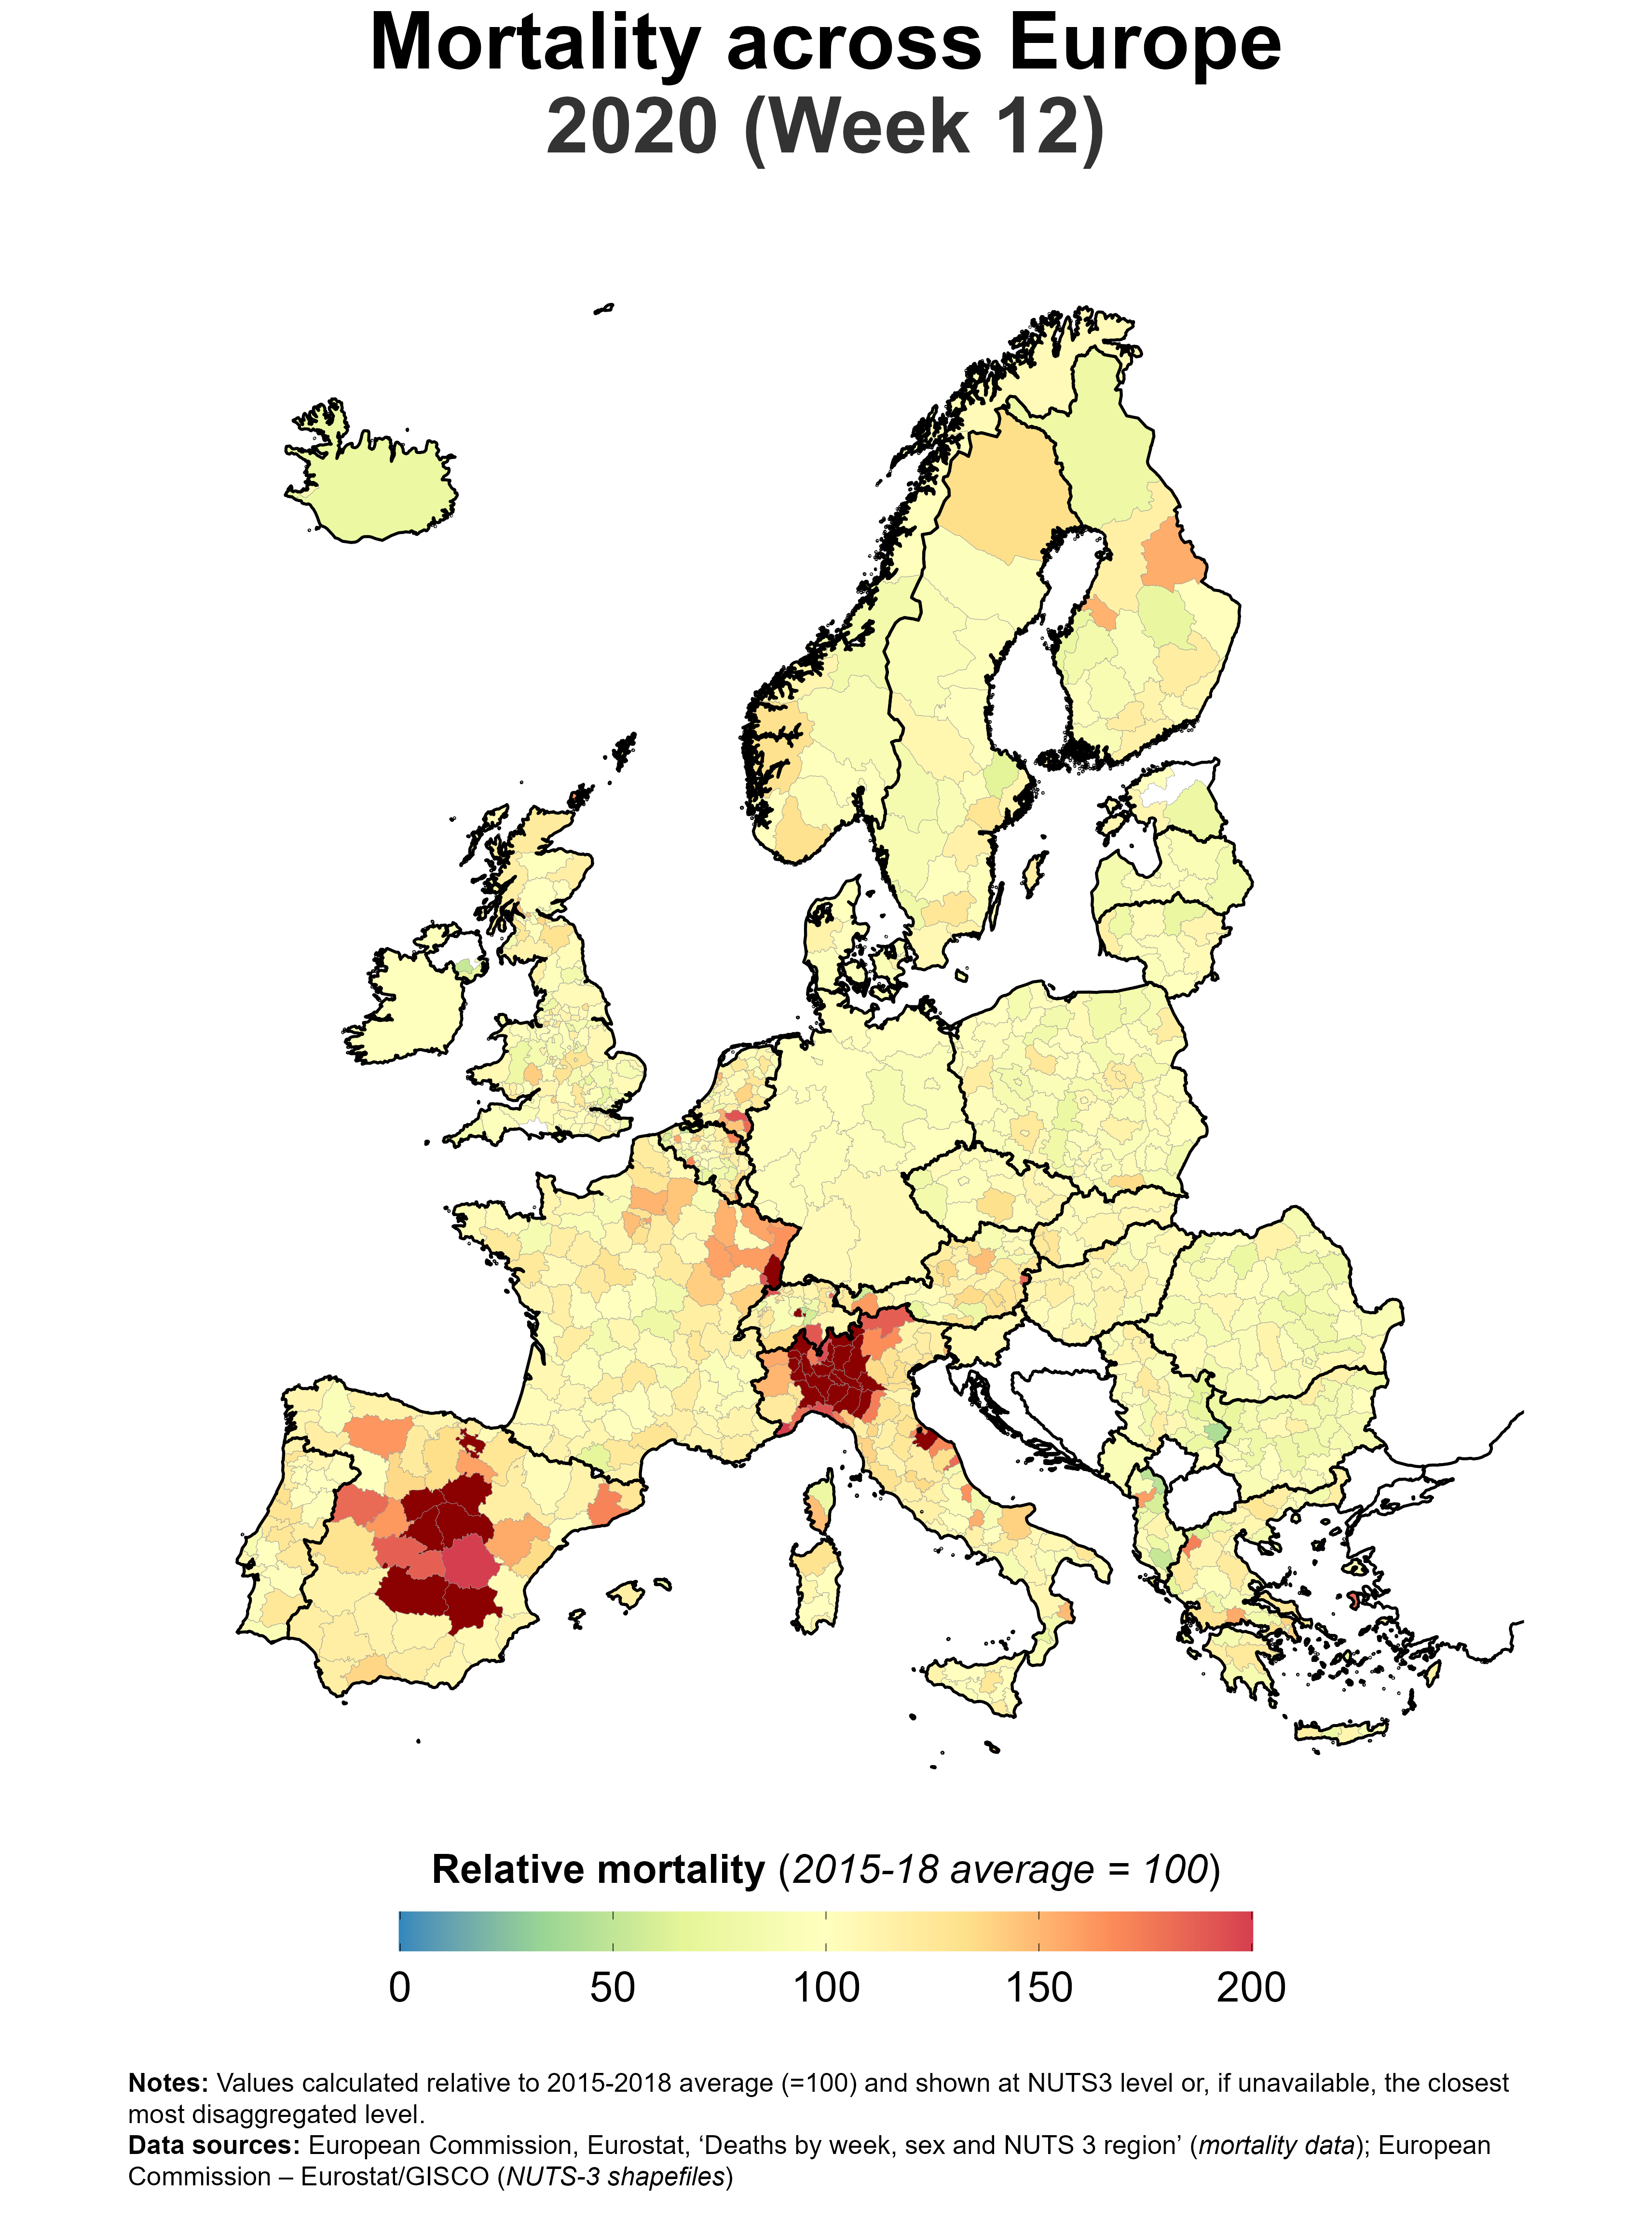 Mortality across Europe
2020 (Week 12)
Relative mortality (2015-18 average = 100)
0 50 100 150 200
Notes: Values calculated relative to 2015-2018 average (=100) and shown at NUTS3 level or, if unavailable, the closest
most disaggregated level.
Data sources: European Commission, Eurostat, ‘Deaths by week, sex and NUTS 3 region’ (mortality data); European
Commission – Eurostat/GISCO (NUTS-3 shapefiles)